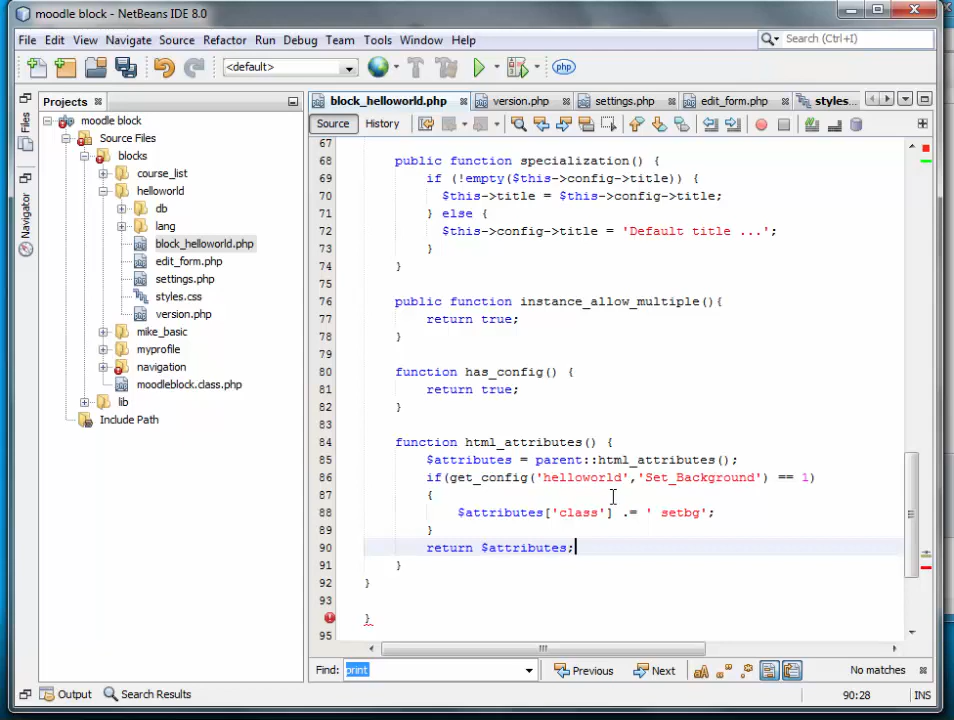 moodle block - NetBeans IDE 8.0
File Edit View Navigate Source Refactor Run Debug Team Tools Window Help
Search (Ctrl+I)
<default>
php
Projects
block_helloworld.php version.php settings.php edit_form.php styles...
Source History
Files
Navigator
moodle block
Source Files
blocks
course_list
helloworld
db
lang
block_helloworld.php
edit_form.php
settings.php
styles.css
version.php
mike_basic
myprofile
navigation
moodleblock.class.php
lib
Include Path
67
68 public function specialization() {
69 if (!empty($this->config->title)) {
70 $this->title = $this->config->title;
71 } else {
72 $this->config->title = 'Default title ...';
73 }
74 }
75
76 public function instance_allow_multiple(){
77 return true;
78 }
79
80 function has_config() {
81 return true;
82 }
83
84 function html_attributes() {
85 $attributes = parent::html_attributes();
86 if(get_config('helloworld','Set_Background') == 1)
87 {
88 $attributes['class'] .= ' setbg';
89 }
90 return $attributes;
91 }
92 }
93
}
95
Find: print Previous Next aA No matches
Output Search Results 90:28 INS